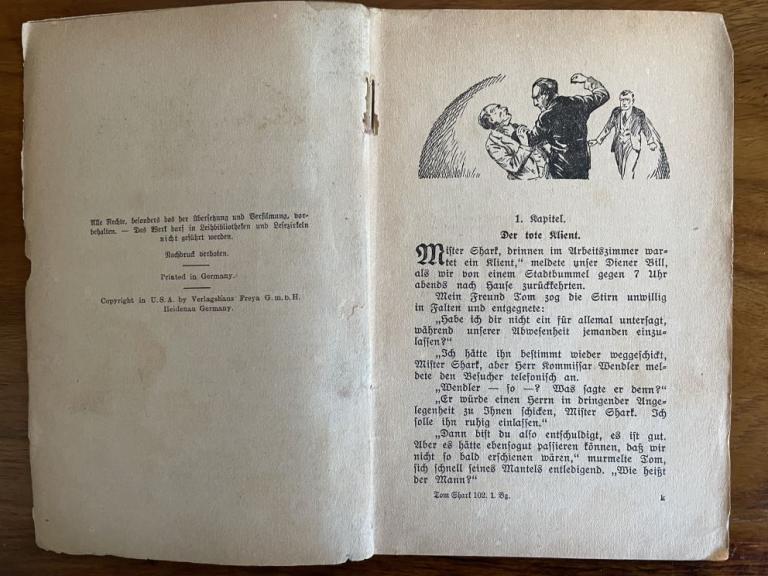 Alle Rechte, besonders das der Übersetzung und Verfilmung, vor-
behalten. — Das Werk darf in Leihbibliotheken und Lesezirkeln
nicht geführt werden.
Nachdruck verboten.
Printed in Germany.
Copyright in U. S. A. by Verlagshaus Freya G. m. b. H.
Heidenau Germany.
1. Kapitel.
Der tote Klient.
Mister Shark, drinnen im Arbeitszimmer war-
tet ein Klient,“ meldete unser Diener Bill,
als wir von einem Stadtbummel gegen 7 Uhr
abends nach Hause zurückkehrten.
Mein Freund Tom zog die Stirn unwillig
in Falten und entgegnete:
„Habe ich dir nicht ein für allemal untersagt,
während unserer Abwesenheit jemanden einzu-
lassen?“
„Ich hätte ihn bestimmt wieder weggeschickt,
Mister Shark, aber Herr Kommissar Wendler mel-
dete den Besucher telefonisch an.
„Wendler — so —? Was sagte er denn?“
„Er würde einen Herrn in dringender Ange-
legenheit zu Ihnen schicken, Mister Shark. Ich
solle ihn ruhig einlassen.“
„Dann bist du also entschuldigt, es ist gut.
Aber es hätte ebensogut passieren können, daß wir
nicht so bald erschienen wären,“ murmelte Tom,
sich schnell seines Mantels entledigend. „Wie heißt
der Mann?“
Tom Shark 102. 1. Bg. k